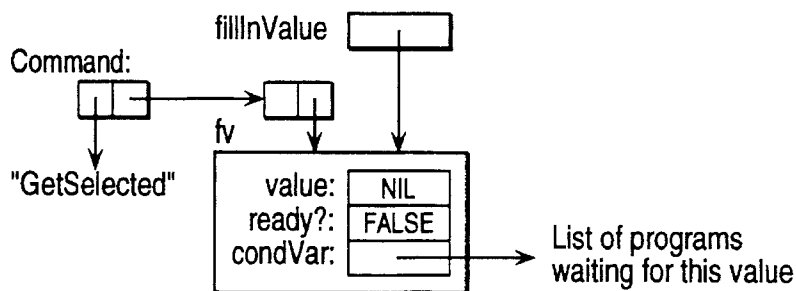 fillInValue
Command:
fv
"GetSelected"
value: NIL
ready?: FALSE
condVar:
List of programs
waiting for this value